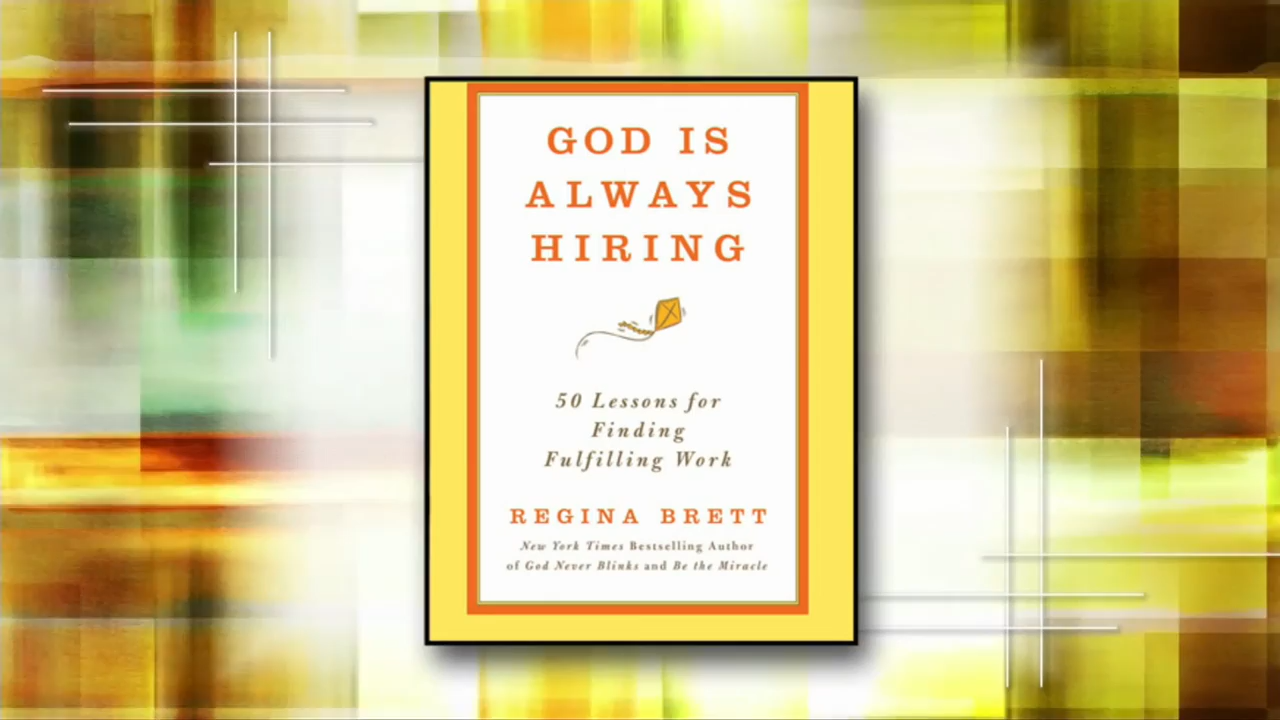 GOD IS
ALWAYS
HIRING
50 Lessons for
Finding
Fulfilling Work
REGINA BRETT
New York Times Bestselling Author
of God Never Blinks and Be the Miracle